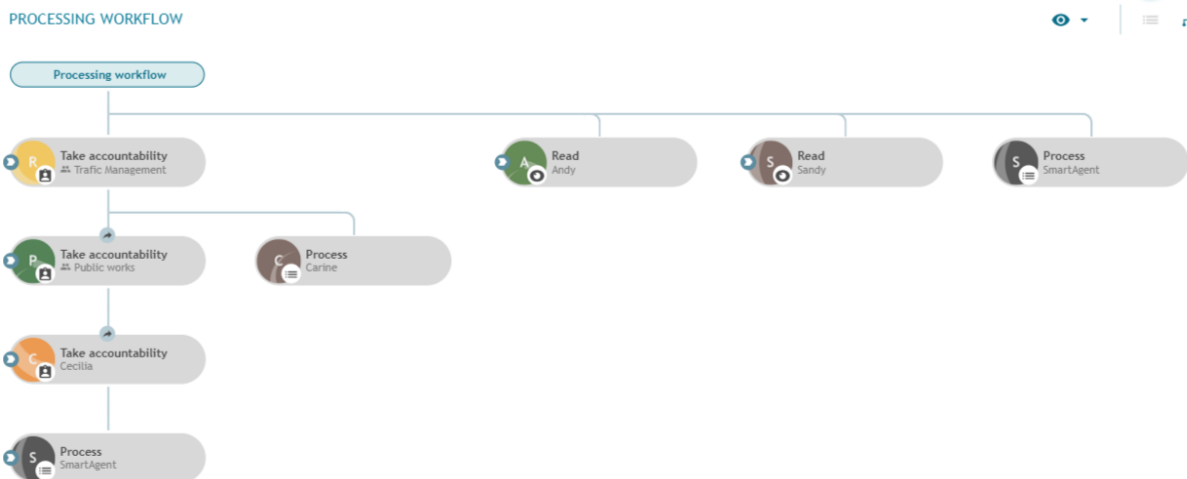 PROCESSING WORKFLOW
Processing workflow
R
Take accountability
Trafic Management
A
Read
Andy
S
Read
Sandy
S
Process
SmartAgent
P
Take accountability
Public works
C
Process
Carine
C
Take accountability
Cecilia
S
Process
SmartAgent